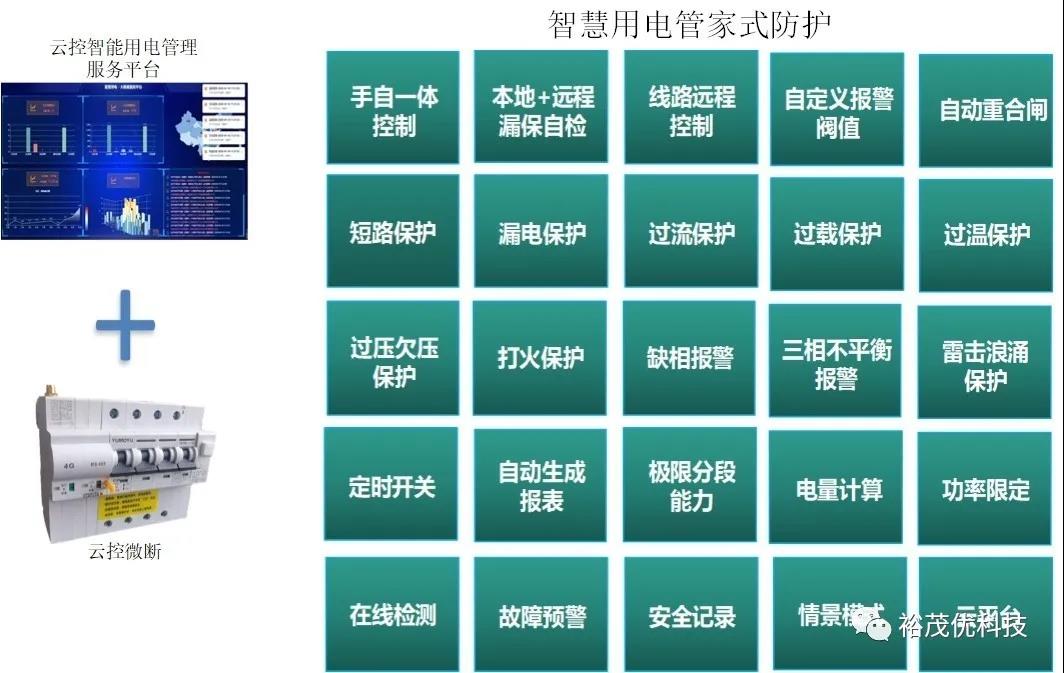 智慧用电管家式防护
云控智能用电管理
服务平台
手自一体
控制
本地+远程
漏保自检
线路远程
控制
自定义报警
阀值
自动重合闸
短路保护
漏电保护
过流保护
过载保护
过温保护
过压欠压
保护
打火保护
缺相报警
三相不平衡
报警
雷击浪涌
保护
YUMOYU
4G
云控微断
定时开关
自动生成
报表
极限分段
能力
电量计算
功率限定
在线检测
故障预警
安全记录
情景模式
云平台
裕茂优科技